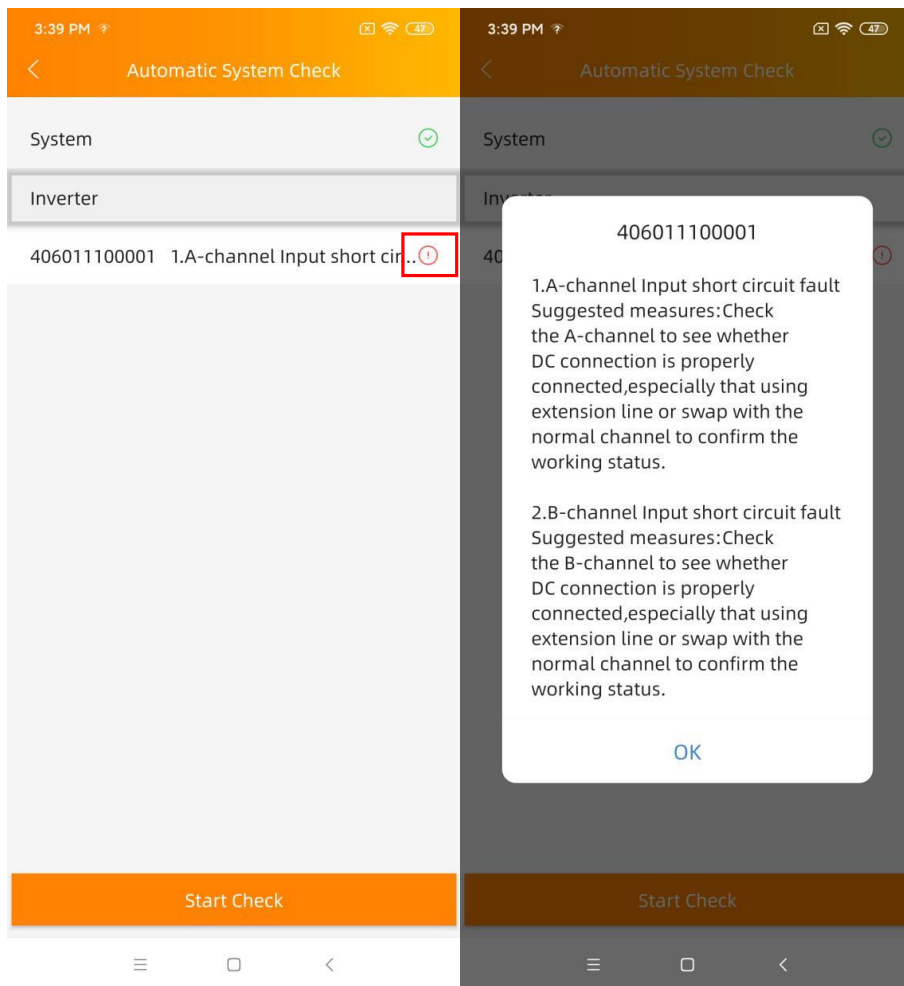 3:39 PM
47
Automatic System Check
System
Inverter
406011100001 1.A-channel Input short cir..
Start Check
3:39 PM
47
Automatic System Check
System
Inverter
40
406011100001
1.A-channel Input short circuit fault
Suggested measures:Check
the A-channel to see whether
DC connection is properly
connected,especially that using
extension line or swap with the
normal channel to confirm the
working status.
2.B-channel Input short circuit fault
Suggested measures:Check
the B-channel to see whether
DC connection is properly
connected,especially that using
extension line or swap with the
normal channel to confirm the
working status.
OK
Start Check